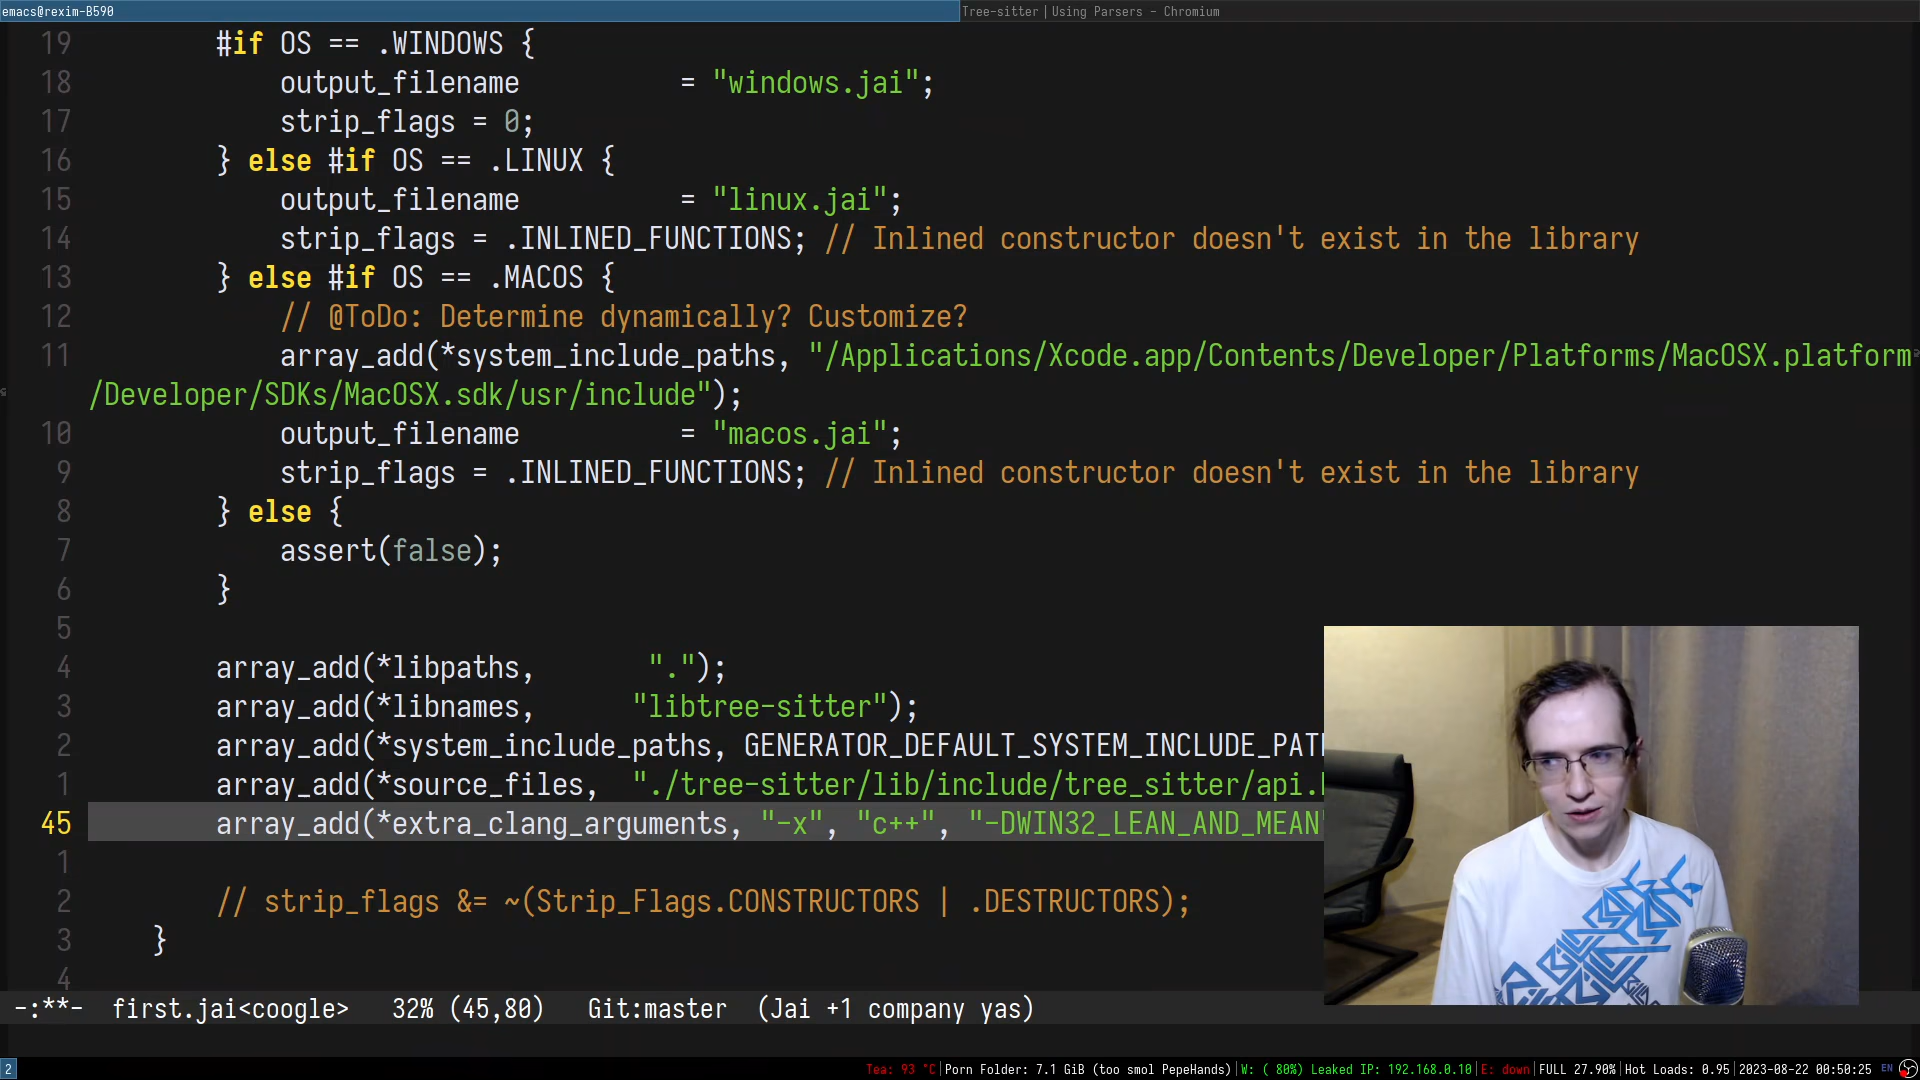 emacs@rexim-B590
Tree-sitter|Using Parsers - Chromium
19 #if OS == .WINDOWS {
18 output_filename = "windows.jai";
17 strip_flags = 0;
16 } else #if OS == .LINUX {
15 output_filename = "linux.jai";
14 strip_flags = .INLINED_FUNCTIONS; // Inlined constructor doesn't exist in the library
13 } else #if OS == .MACOS {
12 // @ToDo: Determine dynamically? Customize?
11 array_add(*system_include_paths, "/Applications/Xcode.app/Contents/Developer/Platforms/MacOSX.platform
/Developer/SDKs/MacOSX.sdk/usr/include");
10 output_filename = "macos.jai";
9 strip_flags = .INLINED_FUNCTIONS; // Inlined constructor doesn't exist in the library
8 } else {
7 assert(false);
6 }
5
4 array_add(*libpaths, ".");
3 array_add(*libnames, "libtree-sitter");
2 array_add(*system_include_paths, GENERATOR_DEFAULT_SYSTEM_INCLUDE_PAT
1 array_add(*source_files, "./tree-sitter/lib/include/tree_sitter/api.
45 array_add(*extra_clang_arguments, "-x", "c++", "-DWIN32_LEAN_AND_MEAN
1
2 // strip_flags &= ~(Strip_Flags.CONSTRUCTORS | .DESTRUCTORS);
3 }
4
-:**- first.jai<coogle> 32% (45,80) Git:master (Jai +1 company yas)
2
Tea: 93 °C|Porn Folder: 7.1 GiB (too smol PepeHands)|W: ( 80%) Leaked IP: 192.168.0.10|E: down|FULL 27.90%|Hot Loads: 0.95|2023-08-22 00:50:25 EN